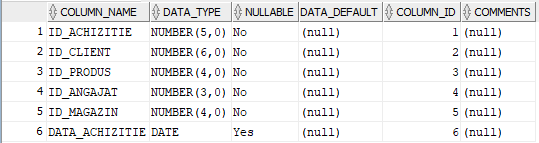 COLUMN_NAME DATA_TYPE NULLABLE DATA_DEFAULT COLUMN_ID COMMENTS
1 ID_ACHIZITIE NUMBER(5,0) No (null) 1 (null)
2 ID_CLIENT NUMBER(6,0) No (null) 2 (null)
3 ID_PRODUS NUMBER(4,0) No (null) 3 (null)
4 ID_ANGAJAT NUMBER(3,0) No (null) 4 (null)
5 ID_MAGAZIN NUMBER(4,0) No (null) 5 (null)
6 DATA_ACHIZITIE DATE Yes (null) 6 (null)